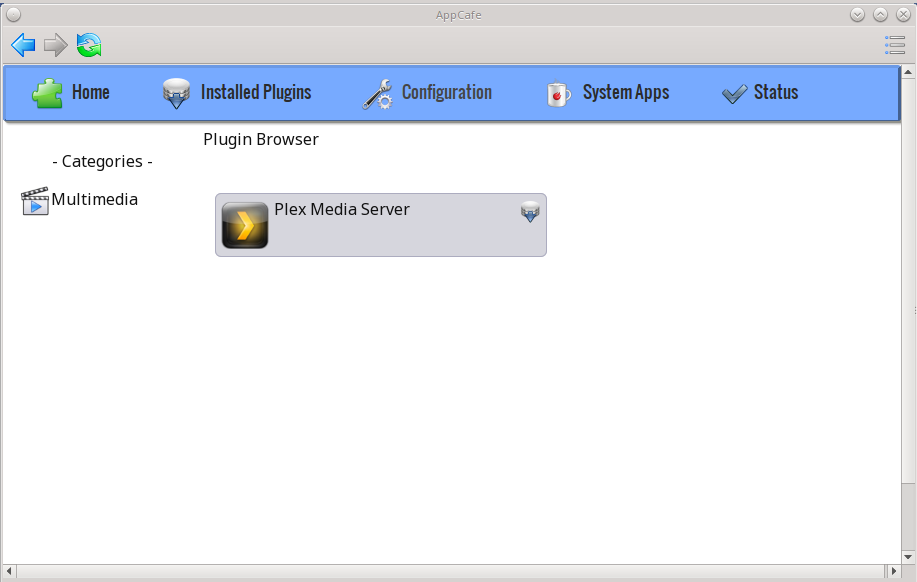 AppCafe
Home Installed Plugins Configuration System Apps Status
Plugin Browser
- Categories -
Multimedia
Plex Media Server